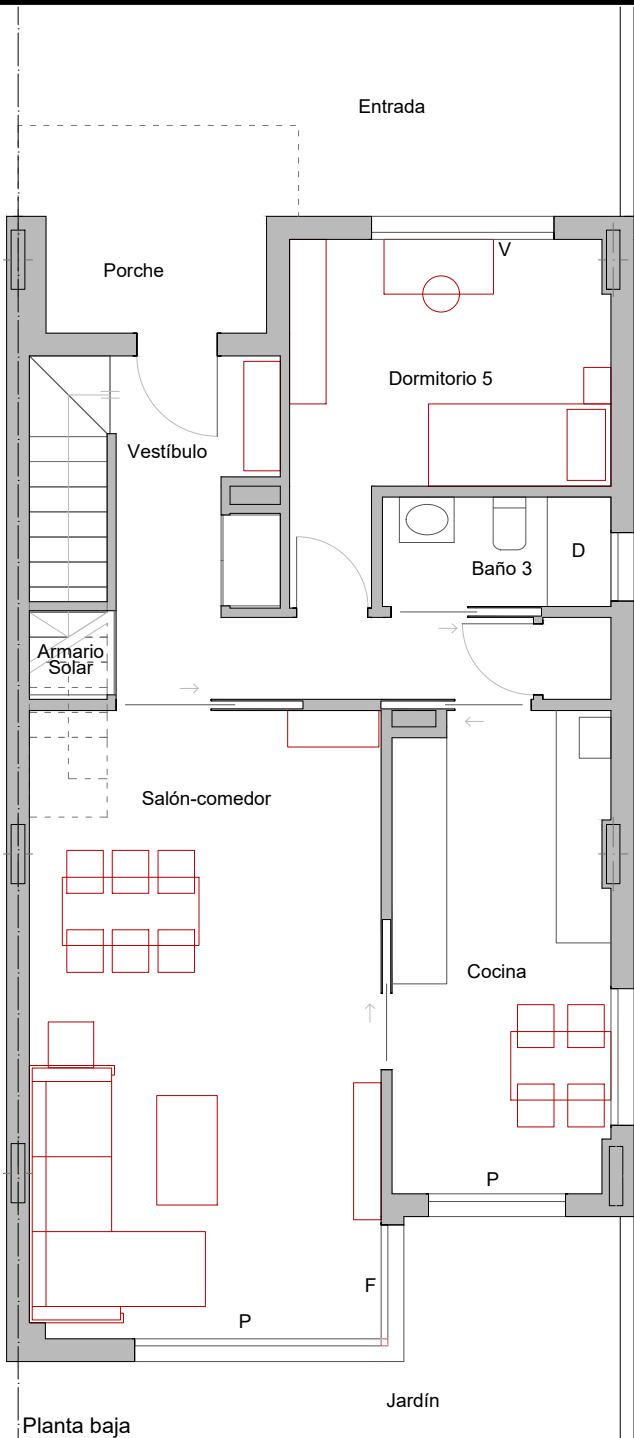 Entrada
Porche
V
Dormitorio 5
Vestíbulo
D
Baño 3
Armario
Solar
Salón-comedor
Cocina
P
F
P
Jardín
Planta baja